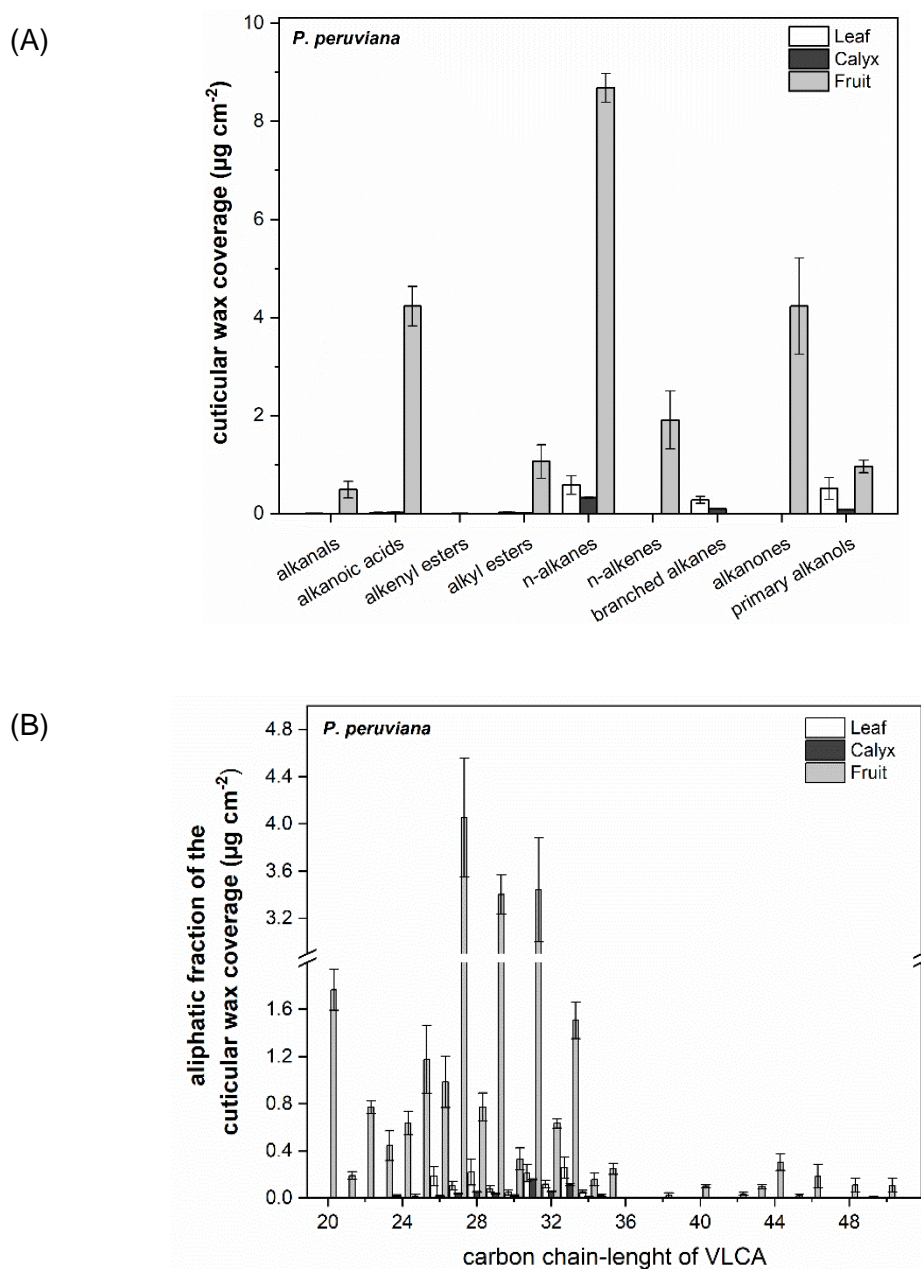 (A)
P. peruviana
Leaf
Calyx
Fruit
cuticular wax coverage (µg cm-2)
10
8
6
4
2
0
alkanals
alkanoic acids
alkenyl esters
alkyl esters
n-alkanes
n-alkenes
branched alkanes
alkanones
primary alkanols
(B)
P. peruviana
Leaf
Calyx
Fruit
aliphatic fraction of the
cuticular wax coverage (µg cm-2)
4.8
4.4
4.0
3.6
3.2
1.6
1.2
0.8
0.4
0.0
20 24 28 32 36 40 44 48
carbon chain-lenght of VLCA